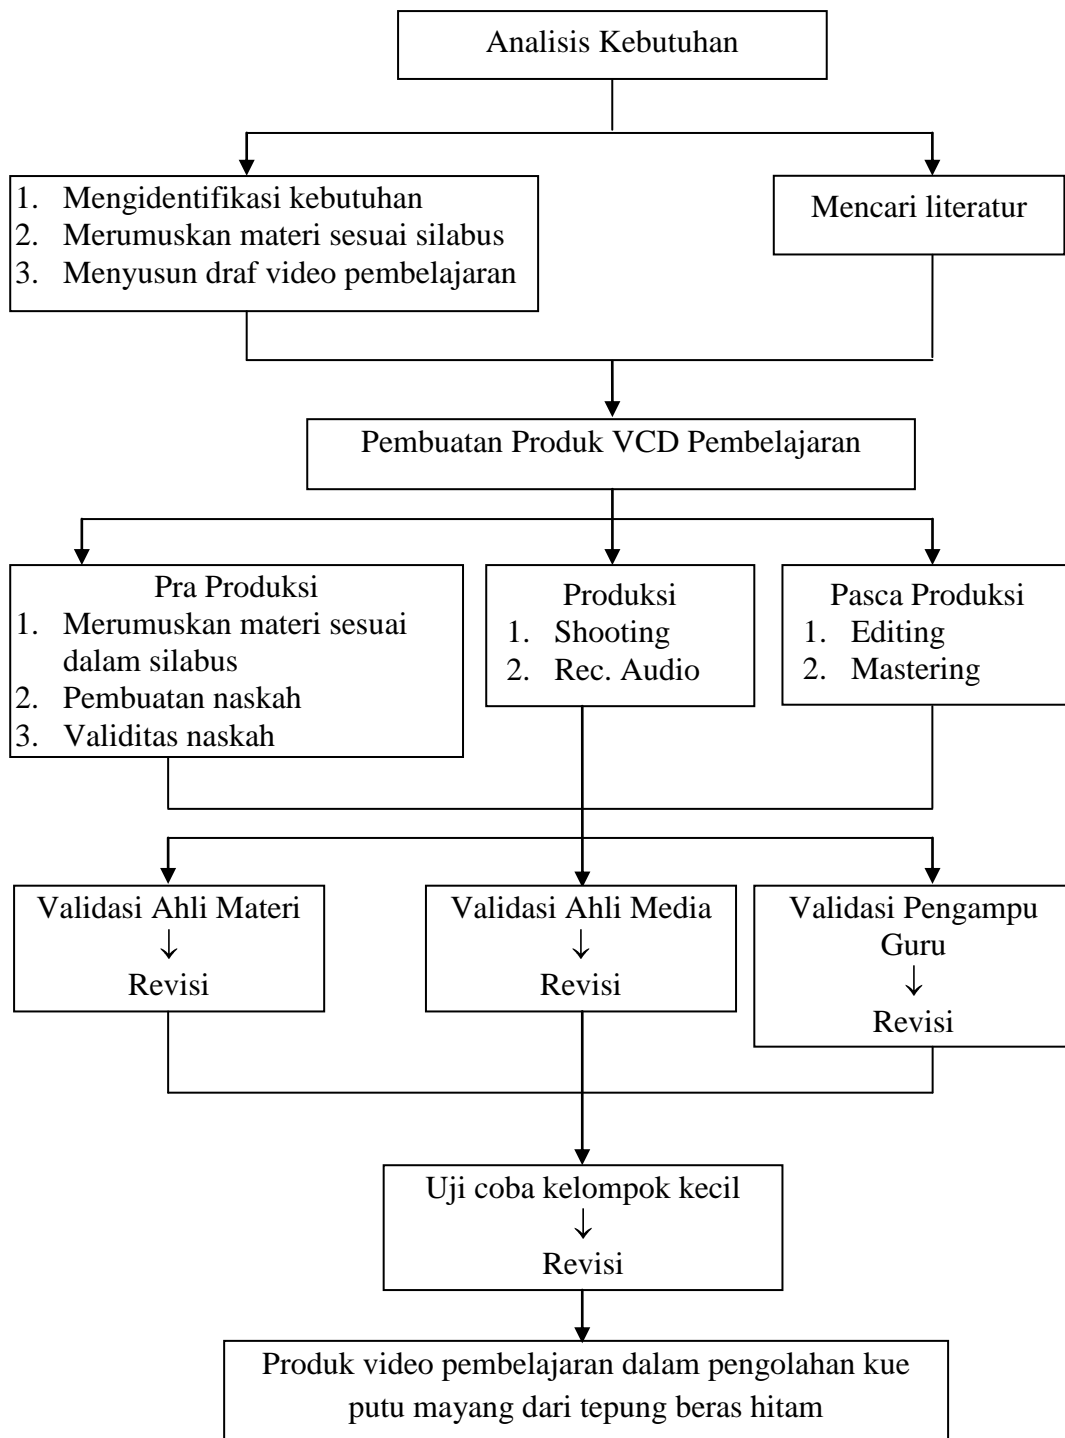 Analisis Kebutuhan
1. Mengidentifikasi kebutuhan
2. Merumuskan materi sesuai silabus
3. Menyusun draf video pembelajaran
Mencari literatur
Pembuatan Produk VCD Pembelajaran
Pra Produksi
1. Merumuskan materi sesuai
dalam silabus
2. Pembuatan naskah
3. Validitas naskah
Produksi
1. Shooting
2. Rec. Audio
Pasca Produksi
1. Editing
2. Mastering
Validasi Ahli Materi
↓
Revisi
Validasi Ahli Media
↓
Revisi
Validasi Pengampu
Guru
↓
Revisi
Uji coba kelompok kecil
↓
Revisi
Produk video pembelajaran dalam pengolahan kue
putu mayang dari tepung beras hitam